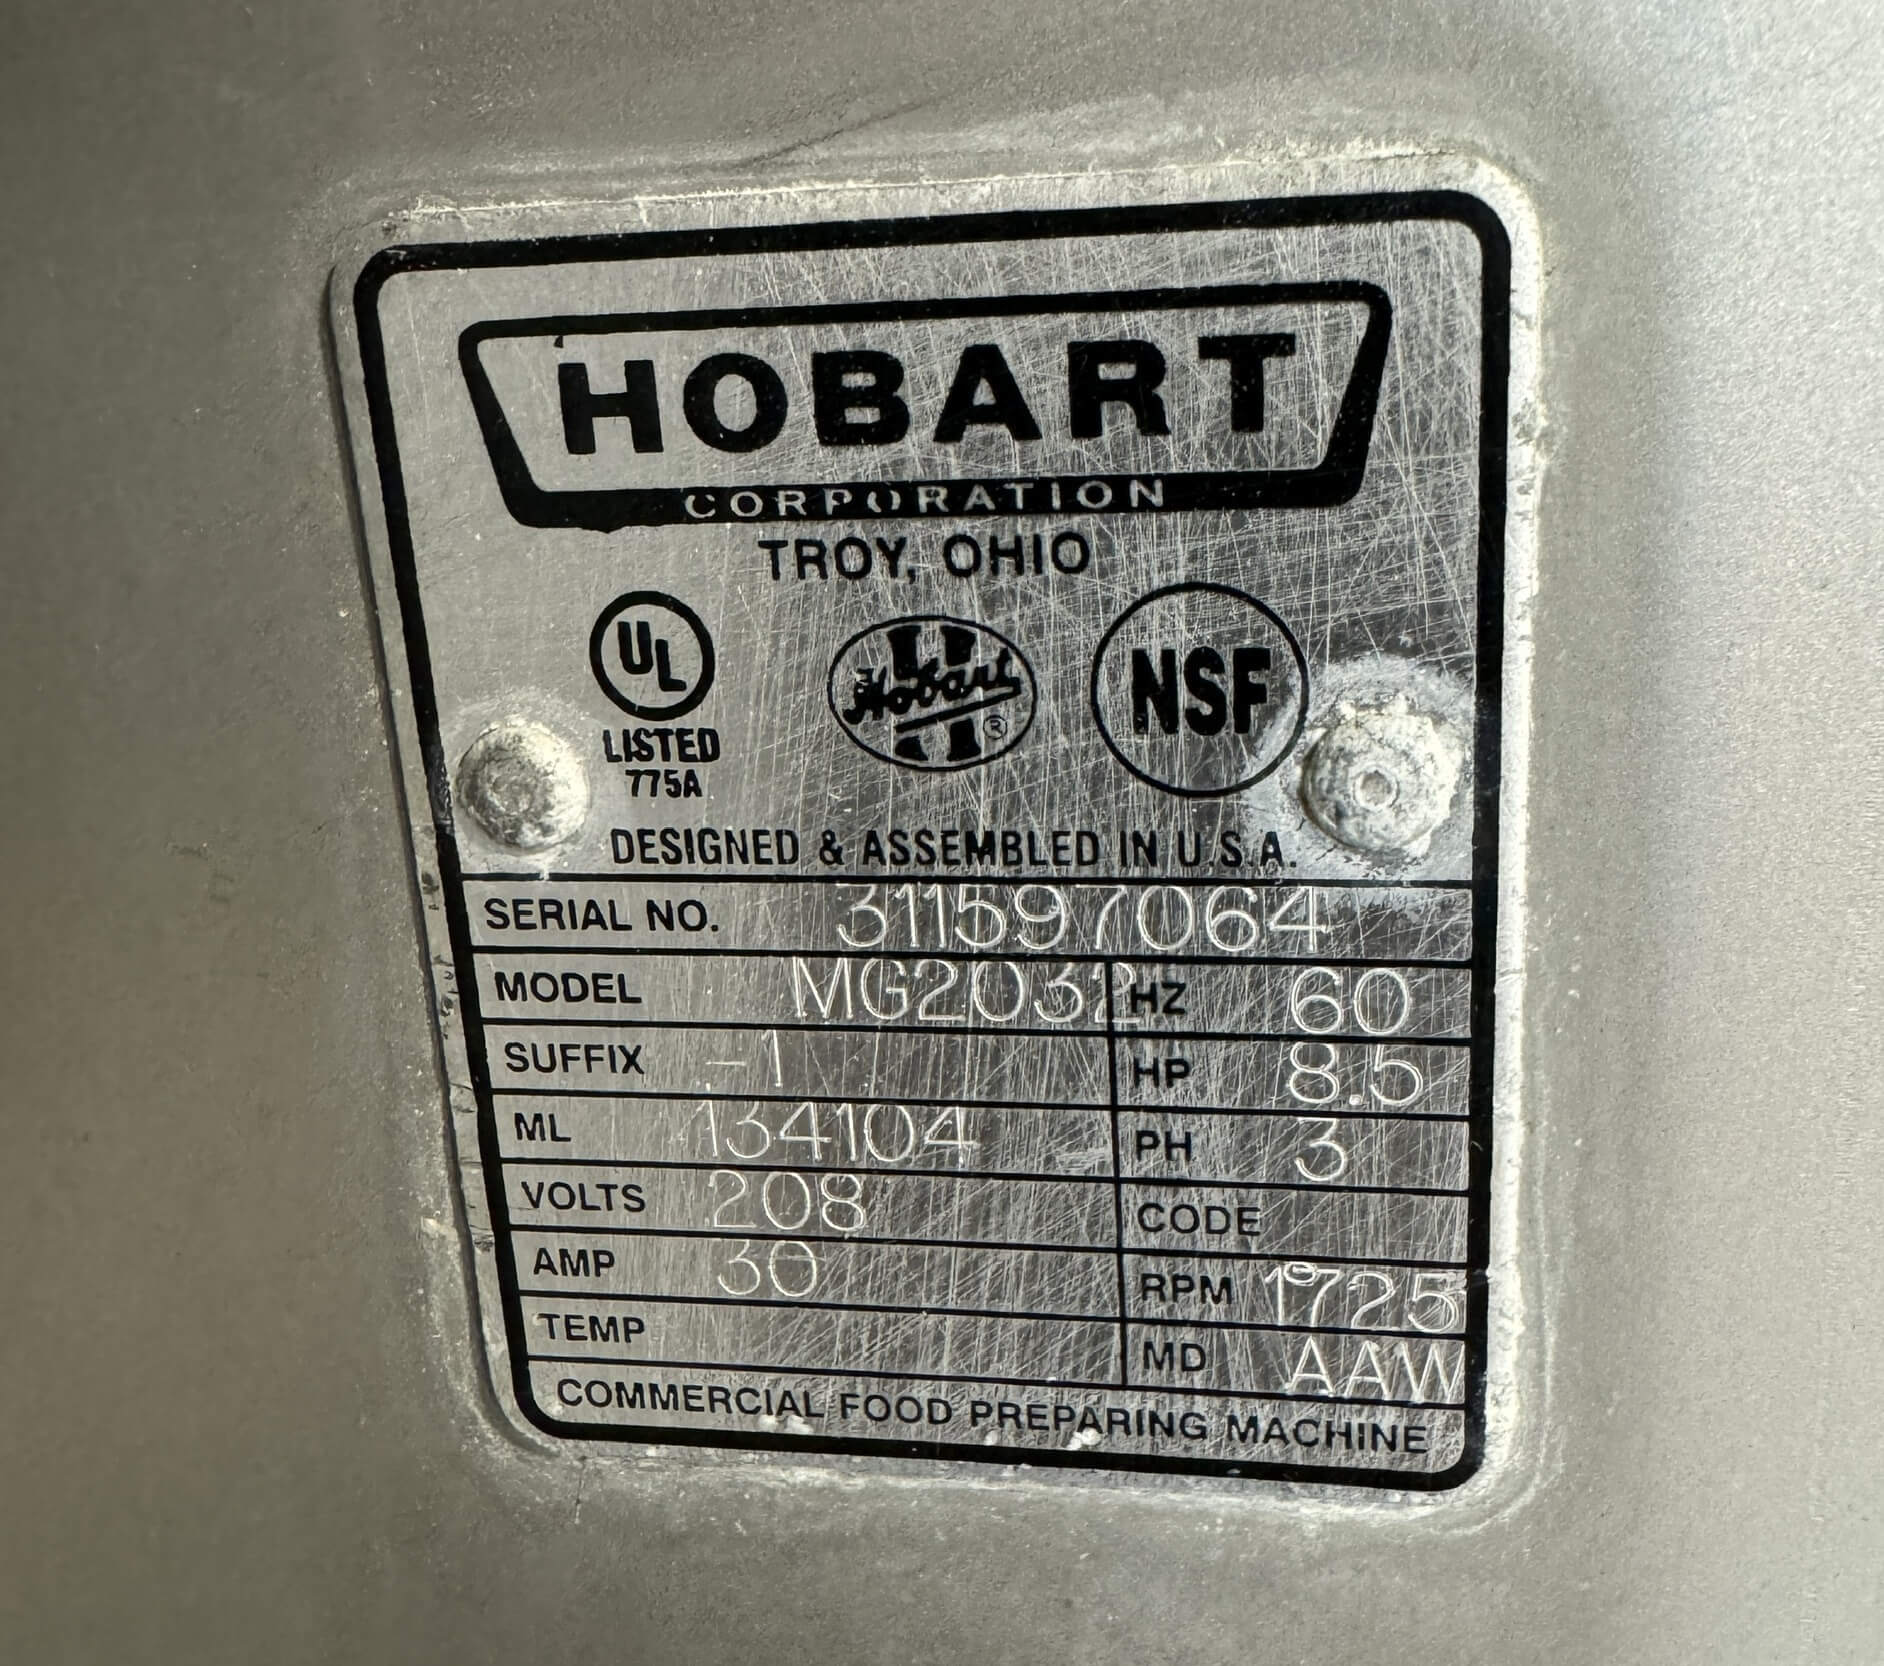 HOBART
CORPORATION
TROY, OHIO
UL
LISTED
775A
Hobart ®
NSF
DESIGNED & ASSEMBLED IN U.S.A.
SERIAL NO. 311597064
MODEL MG2032 HZ 60
SUFFIX -1 HP 8.5
ML 134104 PH 3
VOLTS 208 CODE
AMP 30 RPM 1725
TEMP MD AAW
COMMERCIAL FOOD PREPARING MACHINE